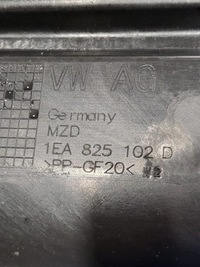 VW AG
Germany
MZD
1EA 825 102 D
>PP-GF20<